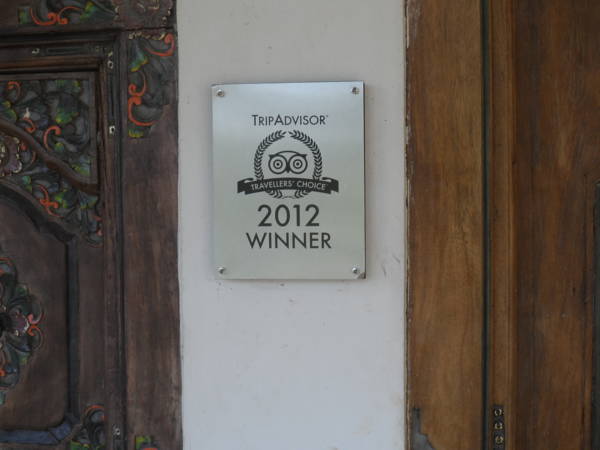 TRIPADVISOR®
TRAVELLERS' CHOICE
2012
WINNER